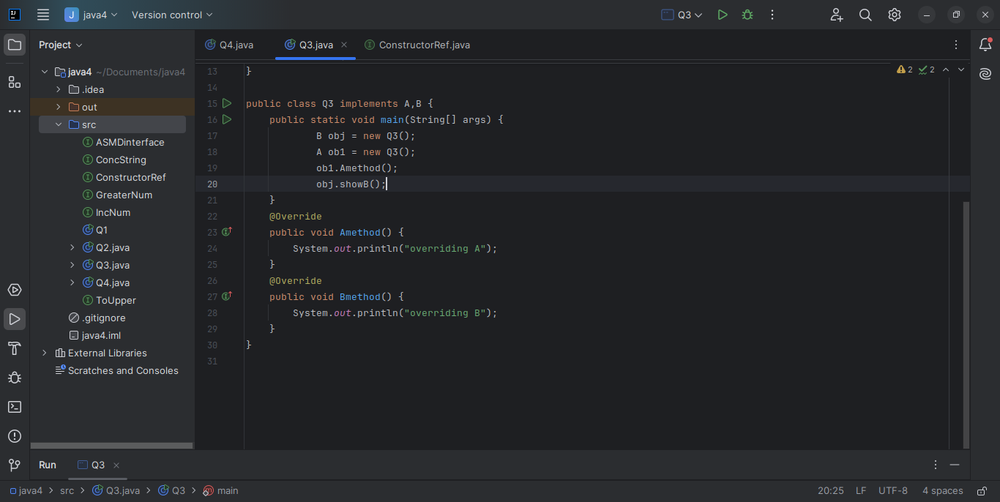 J java4 Version control Q3
Project
Q4.java Q3.java ConstructorRef.java
java4 ~/Documents/java4
.idea
out
src
ASMDinterface
ConcString
ConstructorRef
GreaterNum
IncNum
Q1
Q2.java
Q3.java
Q4.java
ToUpper
.gitignore
java4.iml
External Libraries
Scratches and Consoles
2 2
13 }
14
15 public class Q3 implements A,B {
16 public static void main(String[] args) {
17 B obj = new Q3();
18 A ob1 = new Q3();
19 ob1.Amethod();
20 obj.showB();
21 }
22 @Override
23 public void Amethod() {
24 System.out.println("overriding A");
25 }
26 @Override
27 public void Bmethod() {
28 System.out.println("overriding B");
29 }
30 }
31
Run Q3
java4 > src > Q3.java > Q3 > main 20:25 LF UTF-8 4 spaces